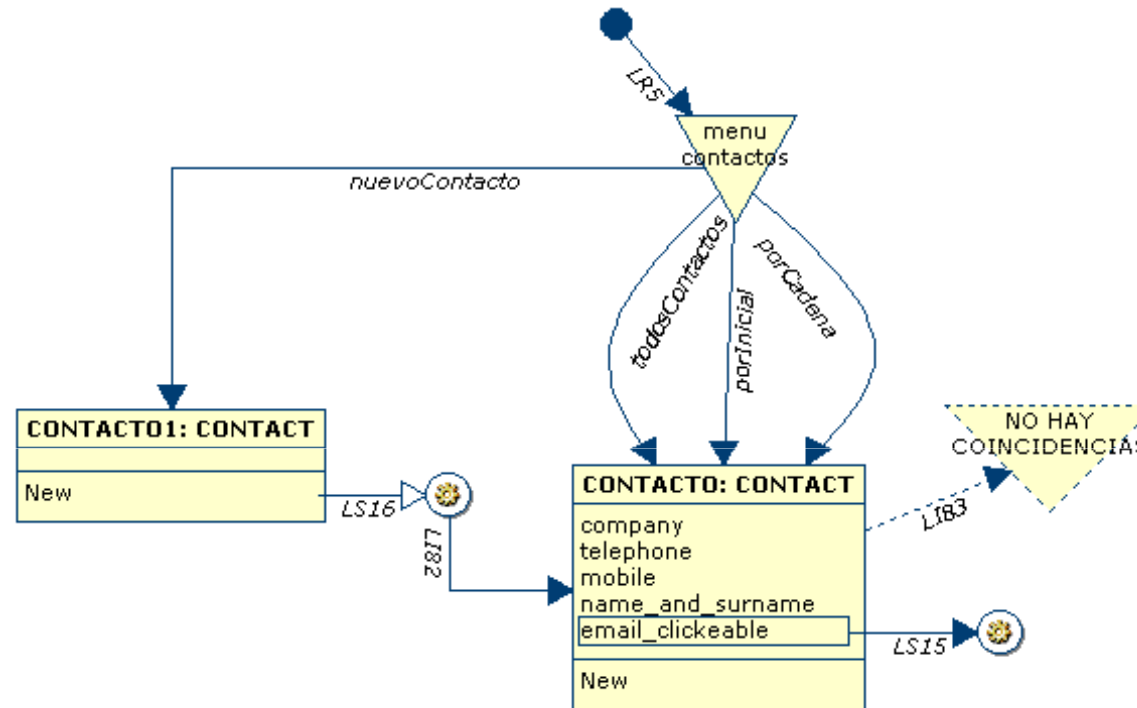 LR5
menu
contactos
nuevoContacto
todosContactos
porInicial
porCadena
CONTACTO1: CONTACT
New
LS16
LI82
CONTACTO: CONTACT
company
telephone
mobile
name_and_surname
email_clickeable
New
LS15
LI83
NO HAY
COINCIDENCIAS